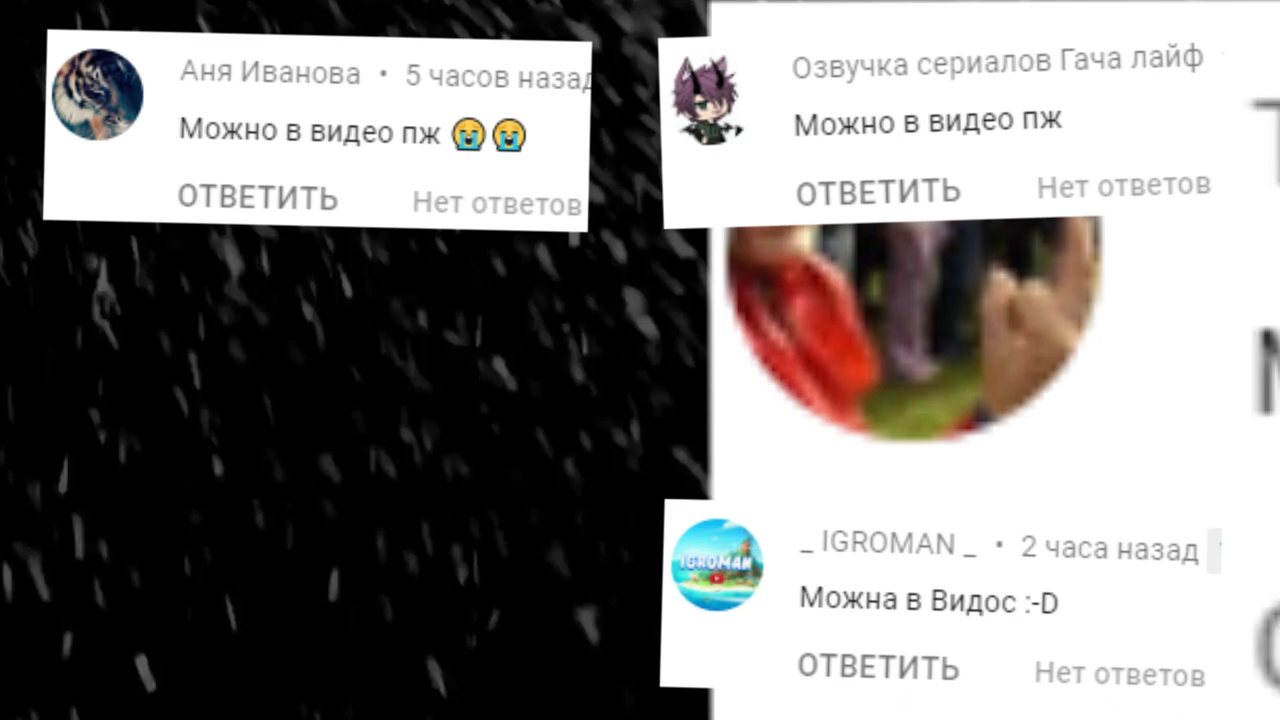 Аня Иванова • 5 часов назад
Можно в видео пж 😭😭
ОТВЕТИТЬ Нет ответов
Озвучка сериалов Гача лайф
Можно в видео пж
ОТВЕТИТЬ Нет ответов
IGROMAN
_ IGROMAN _ • 2 часа назад
Можна в Видос :-D
ОТВЕТИТЬ Нет ответов